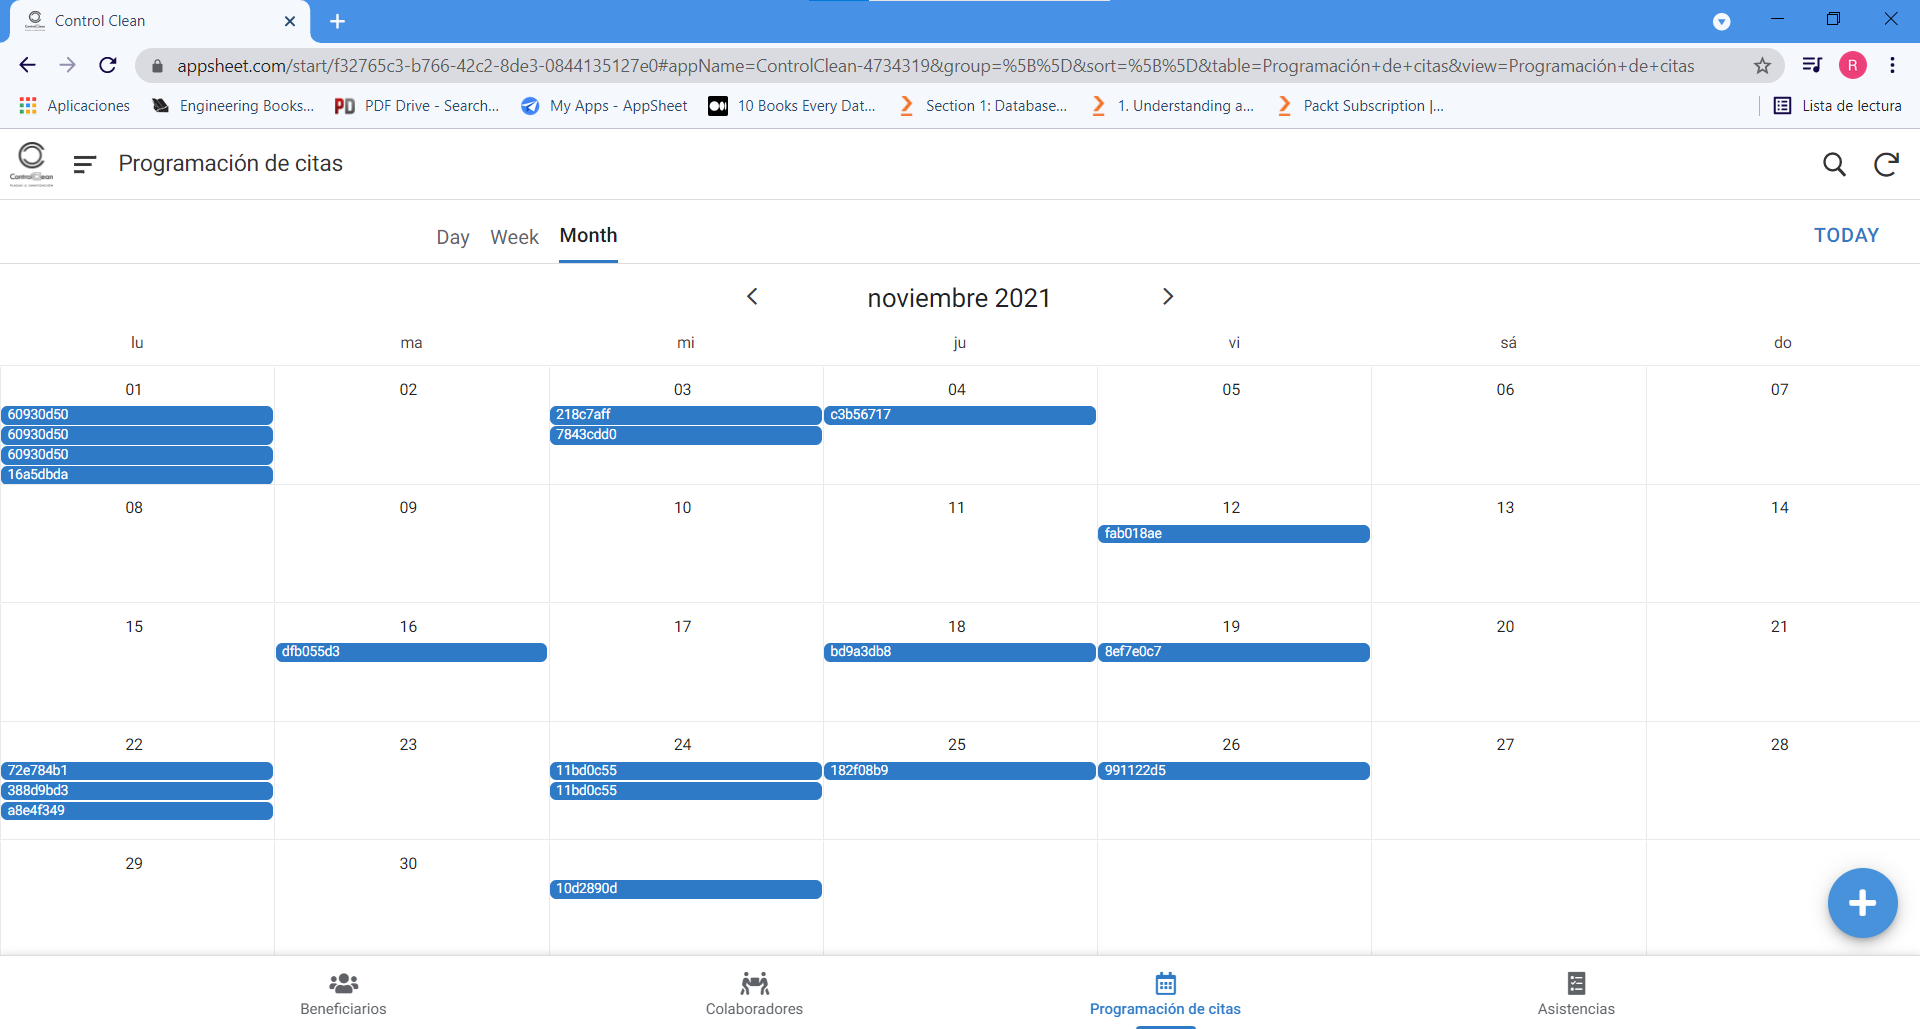 Control Clean
appsheet.com/start/f32765c3-b766-42c2-8de3-0844135127e0#appName=ControlClean-4734319&group=%5B%5D&sort=%5B%5D&table=Programación+de+citas&view=Programación+de+citas
R
Aplicaciones
Engineering Books...
PD PDF Drive - Search...
My Apps - AppSheet
10 Books Every Dat...
Section 1: Database...
1. Understanding a...
Packt Subscription |...
Lista de lectura
ControlClean
Programación de citas
Day Week Month
TODAY
noviembre 2021
lu ma mi ju vi sá do
01 02 03 04 05 06 07
60930d50 218c7aff c3b56717
60930d50 7843cdd0
60930d50
16a5dbda
08 09 10 11 12 13 14
fab018ae
15 16 17 18 19 20 21
dfb055d3 bd9a3db8 8ef7e0c7
22 23 24 25 26 27 28
72e784b1 11bd0c55 182f08b9 991122d5
388d9bd3 11bd0c55
a8e4f349
29 30
10d2890d
Beneficiarios
Colaboradores
Programación de citas
Asistencias